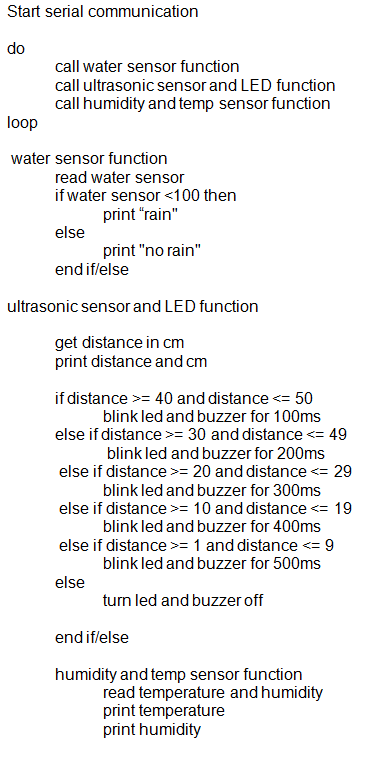 Start serial communication
do
call water sensor function
call ultrasonic sensor and LED function
call humidity and temp sensor function
loop
water sensor function
read water sensor
if water sensor <100 then
print “rain"
else
print "no rain"
end if/else
ultrasonic sensor and LED function
get distance in cm
print distance and cm
if distance >= 40 and distance <= 50
blink led and buzzer for 100ms
else if distance >= 30 and distance <= 49
blink led and buzzer for 200ms
else if distance >= 20 and distance <= 29
blink led and buzzer for 300ms
else if distance >= 10 and distance <= 19
blink led and buzzer for 400ms
else if distance >= 1 and distance <= 9
blink led and buzzer for 500ms
else
turn led and buzzer off
end if/else
humidity and temp sensor function
read temperature and humidity
print temperature
print humidity